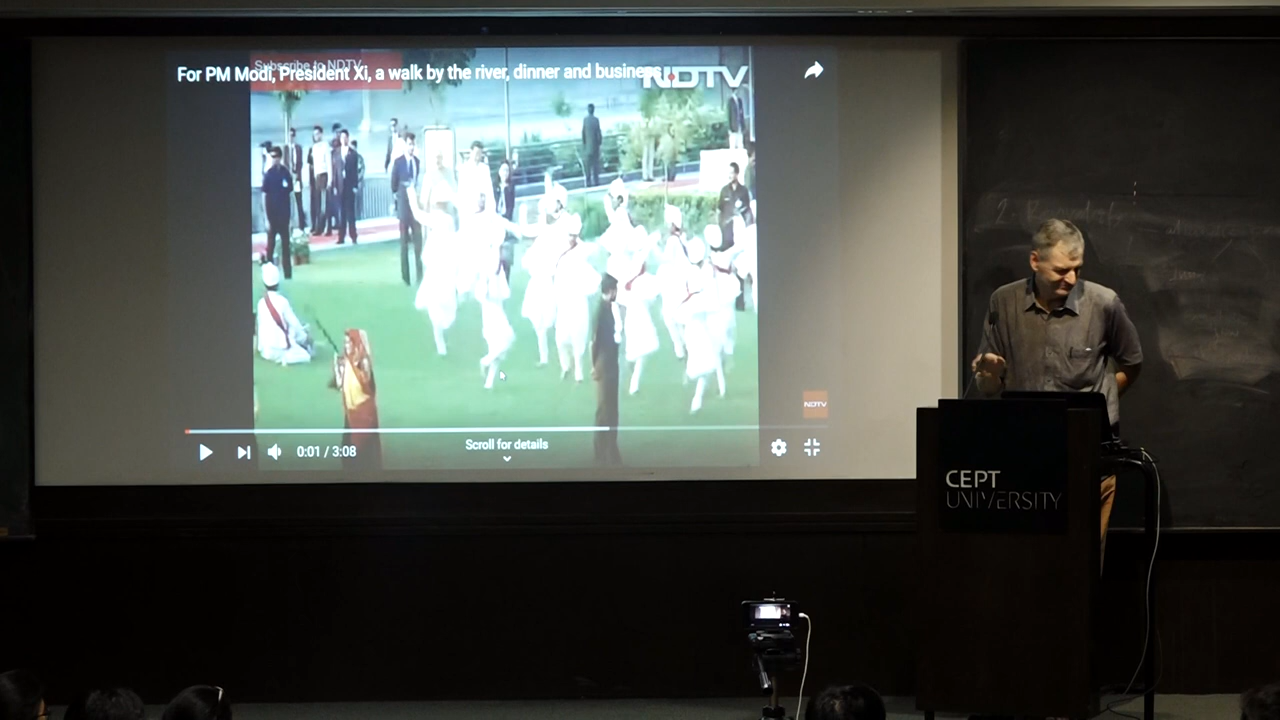 Subscribe to NDTV
For PM Modi, President Xi, a walk by the river, dinner and business
NDTV
NDTV
0:01 / 3:08
Scroll for details
CEPT
UNIVERSITY